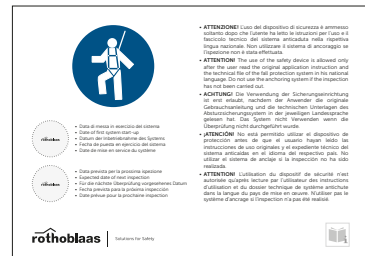 • ATTENZIONE! L'uso del dispositivo di sicurezza è ammesso
soltanto dopo che l'utente ha letto le istruzioni per l'uso e il
fascicolo tecnico del sistema anticaduta nella rispettiva
lingua nazionale. Non utilizzare il sistema di ancoraggio se
l'ispezione non è stata effettuata.
• ATTENTION! The use of the safety device is allowed only
after the user read the original application instruction and
the technical file of the fall protection system in his national
language. Do not use the anchoring system if the inspection
has not been carried out.
• ACHTUNG! Die Verwendung der Sicherungseinrichtung
ist erst erlaubt, nachdem der Anwender die originale
Gebrauchsanleitung und die technischen Unterlagen des
Absturzsicherungssystem in der jeweiligen Landessprache
gelesen hat. Das System nicht Verwenden wenn die
Überprüfung nicht durchgeführt wurde.
• ¡ATENCIÓN! No está permitido utilizar el dispositivo de
protección antes de que el usuario hayan leído las
instrucciones de uso originales y el expediente técnico del
sistema anticaídas en el idioma del respectivo país. No
utilizar el sistema de anclaje si la inspección no ha sido
realizada.
• ATTENTION! L'utilisation du dispositif de sécurité n'est
autorisée qu'après lecture par l'utilisateur des instructions
d'utilisation et du dossier technique de système antichute
dans la langue du pays de mise en œuvre. N'utilizer pas le
système d'ancrage si l'inspection n'a pas été realisé.
rothoblaas
• Data di messa in esercizio del sistema
• Date of first system start-up
• Datum der Inbetriebnahme des Systems
• Fecha de puesta en ejercicio del sistema
• Date de mise en service du système
rothoblaas
• Data prevista per la prossima ispezione
• Expected date of next inspection
• Für die nächste Überprüfung vorgesehenes Datum
• Fecha prevista para la próxima inspección
• Date prévue pour la prochaine inspection
rothoblaas
Solutions for Safety